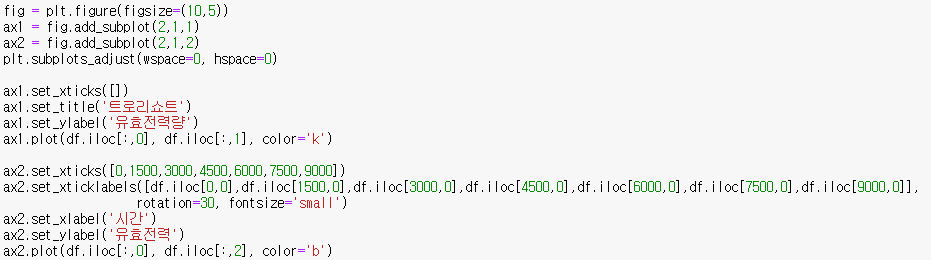 fig = plt.figure(figsize=(10,5))
ax1 = fig.add_subplot(2,1,1)
ax2 = fig.add_subplot(2,1,2)
plt.subplots_adjust(wspace=0, hspace=0)
ax1.set_xticks([])
ax1.set_title('트로리쇼트')
ax1.set_ylabel('유효전력량')
ax1.plot(df.iloc[:,0], df.iloc[:,1], color='k')
ax2.set_xticks([0,1500,3000,4500,6000,7500,9000])
ax2.set_xticklabels([df.iloc[0,0],df.iloc[1500,0],df.iloc[3000,0],df.iloc[4500,0],df.iloc[6000,0],df.iloc[7500,0],df.iloc[9000,0]],
rotation=30, fontsize='small')
ax2.set_xlabel('시간')
ax2.set_ylabel('유효전력')
ax2.plot(df.iloc[:,0], df.iloc[:,2], color='b')